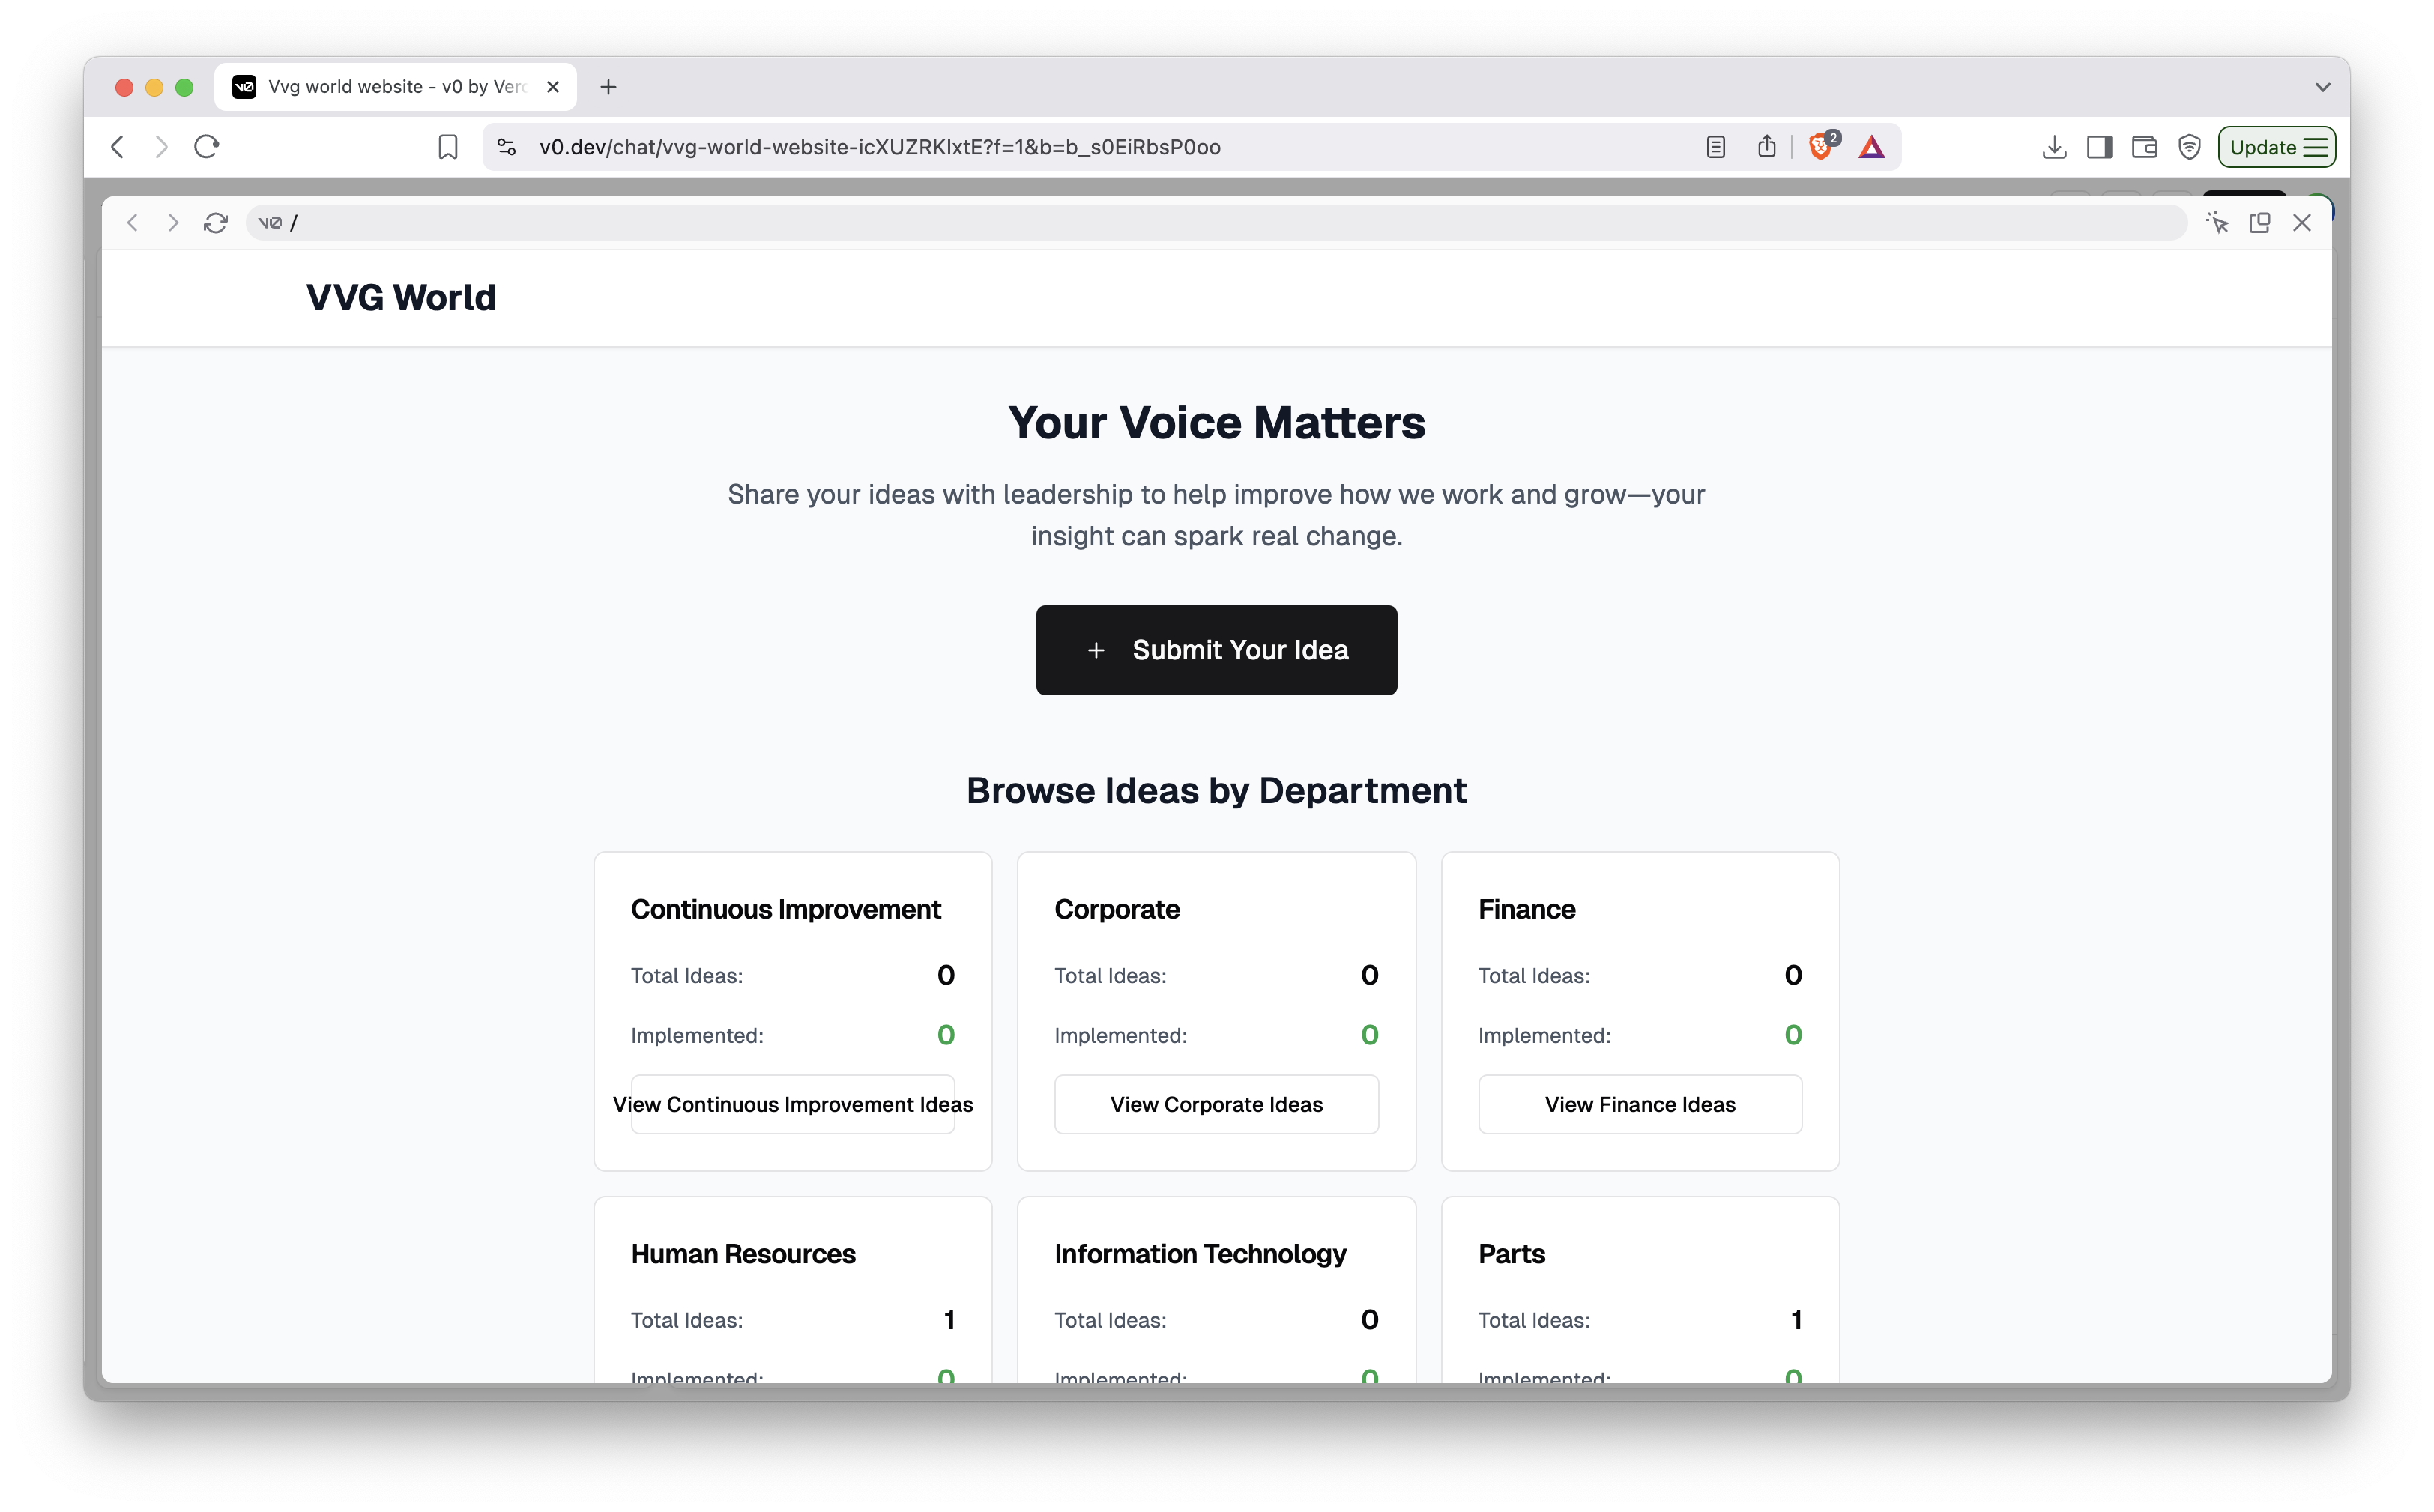 Vvg world website - v0 by Verc
v0.dev/chat/vvg-world-website-icXUZRKIxtE?f=1&b=b_s0EiRbsP0oo
2
Update
v0 /
VVG World
Your Voice Matters
Share your ideas with leadership to help improve how we work and grow—your
insight can spark real change.
+ Submit Your Idea
Browse Ideas by Department
Continuous Improvement
Total Ideas: 0
Implemented: 0
View Continuous Improvement Ideas
Corporate
Total Ideas: 0
Implemented: 0
View Corporate Ideas
Finance
Total Ideas: 0
Implemented: 0
View Finance Ideas
Human Resources
Total Ideas: 1
Implemented: 0
Information Technology
Total Ideas: 0
Implemented: 0
Parts
Total Ideas: 1
Implemented: 0